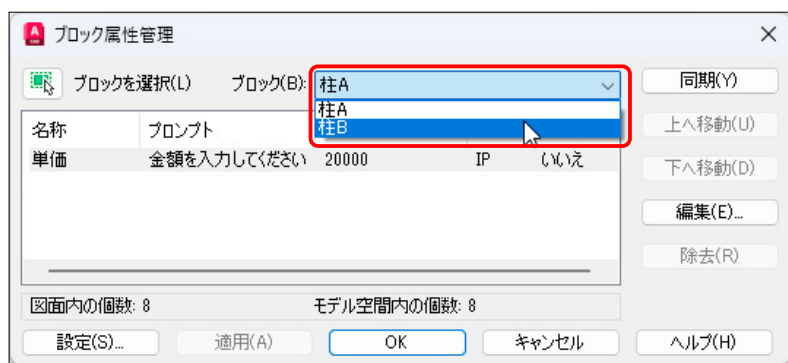 ブロック属性管理
ブロックを選択(L) ブロック(B): 柱A 同期(Y)
柱A
柱B
上へ移動(U)
名称 プロンプト
単価 金額を入力してください 20000 IP いいえ
下へ移動(D)
編集(E)...
除去(R)
図面内の個数: 8 モデル空間内の個数: 8
設定(S)... 適用(A) OK キャンセル ヘルプ(H)